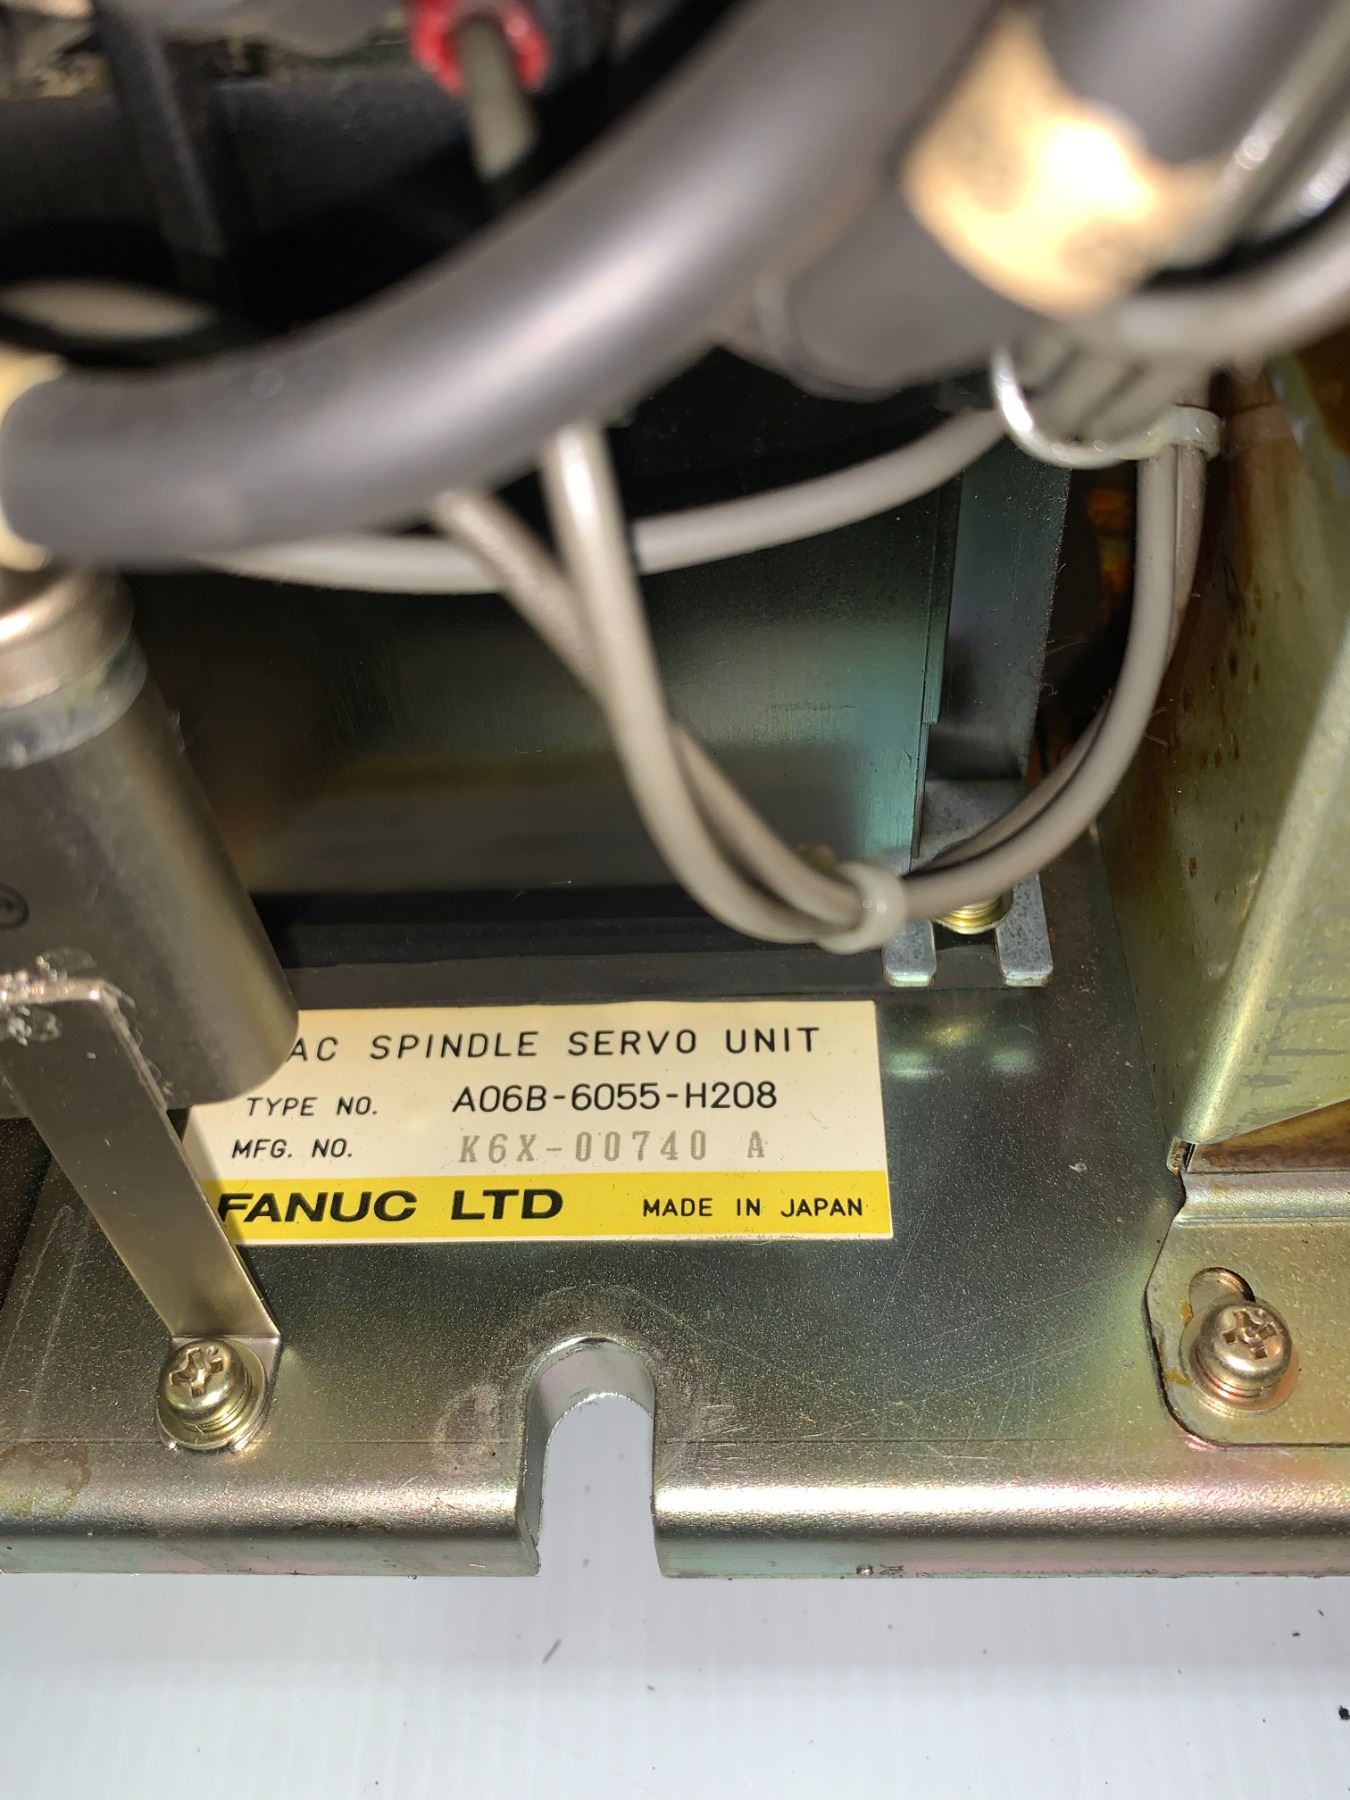 AC SPINDLE SERVO UNIT
TYPE NO. A06B-6055-H208
MFG. NO. K6X-00740 A
FANUC LTD MADE IN JAPAN